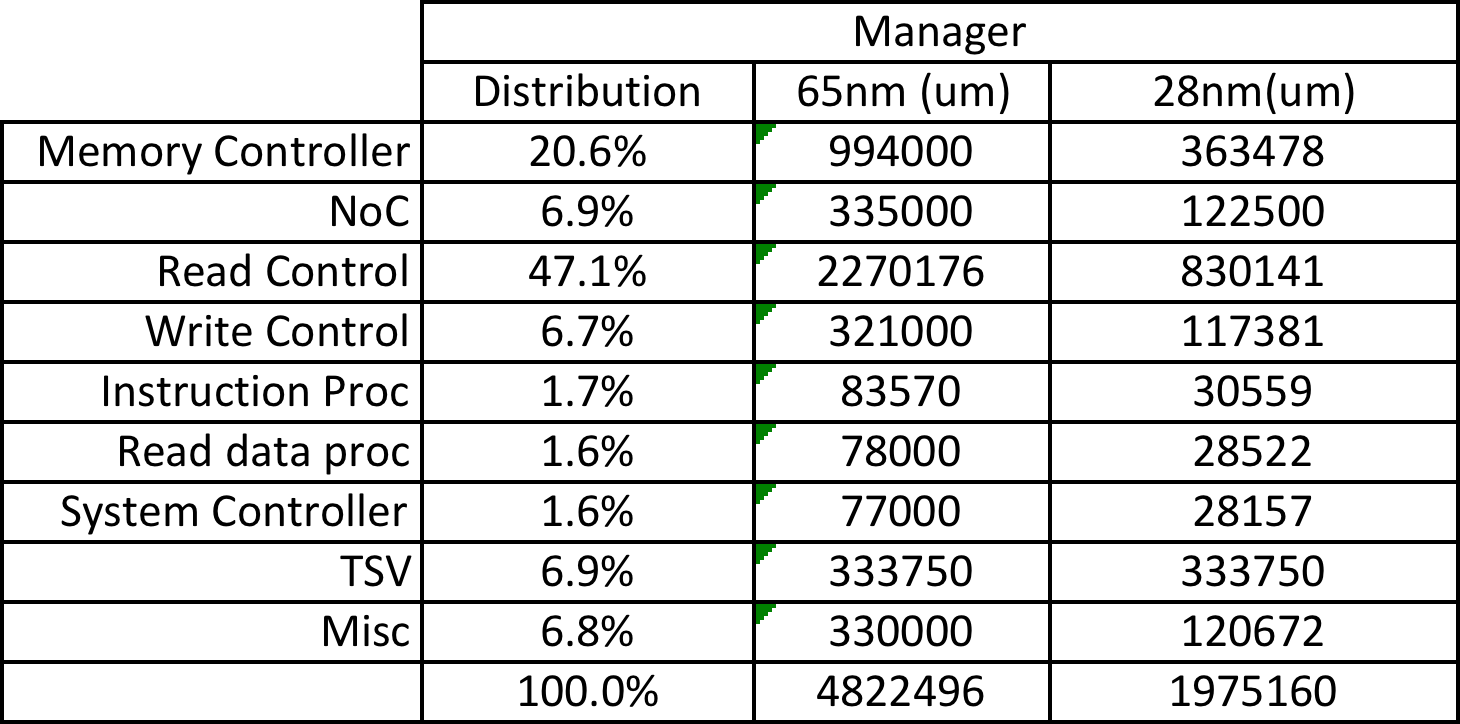 Manager
Distribution 65nm (um) 28nm(um)
Memory Controller 20.6% 994000 363478
NoC 6.9% 335000 122500
Read Control 47.1% 2270176 830141
Write Control 6.7% 321000 117381
Instruction Proc 1.7% 83570 30559
Read data proc 1.6% 78000 28522
System Controller 1.6% 77000 28157
TSV 6.9% 333750 333750
Misc 6.8% 330000 120672
100.0% 4822496 1975160